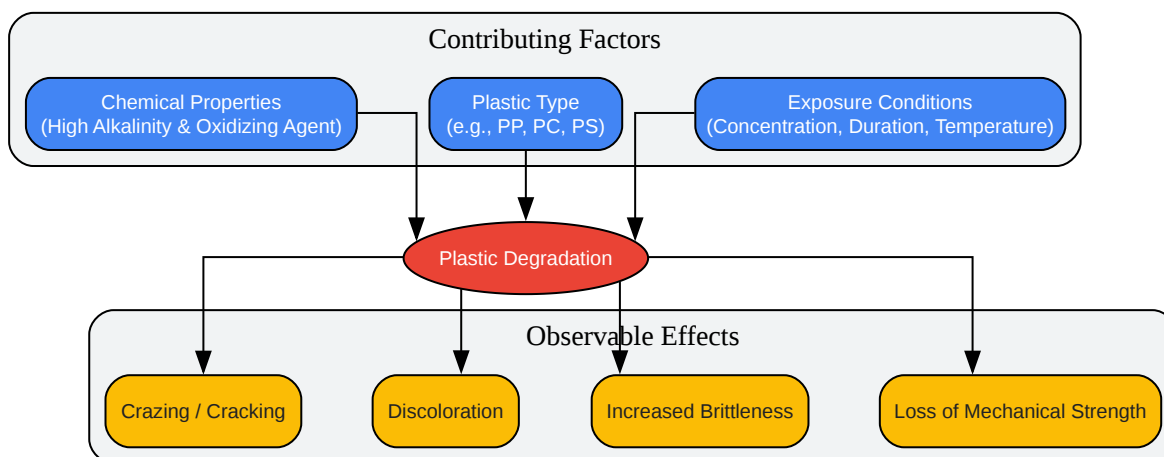 Contributing Factors
Chemical Properties
(High Alkalinity & Oxidizing Agent)
Plastic Type
(e.g., PP, PC, PS)
Exposure Conditions
(Concentration, Duration, Temperature)
Plastic Degradation
Observable Effects
Crazing / Cracking
Discoloration
Increased Brittleness
Loss of Mechanical Strength